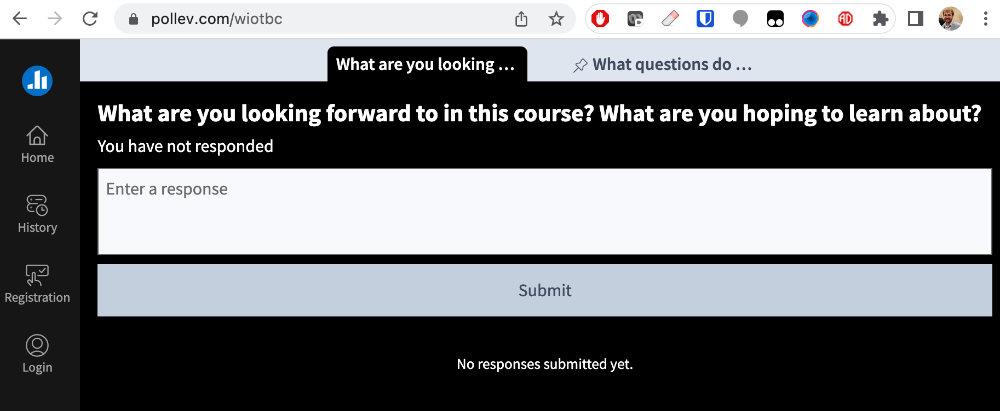 pollev.com/wiotbc
What are you looking ...
What questions do ...
What are you looking forward to in this course? What are you hoping to learn about?
You have not responded
Enter a response
Submit
No responses submitted yet.
Home
History
Registration
Login
AD